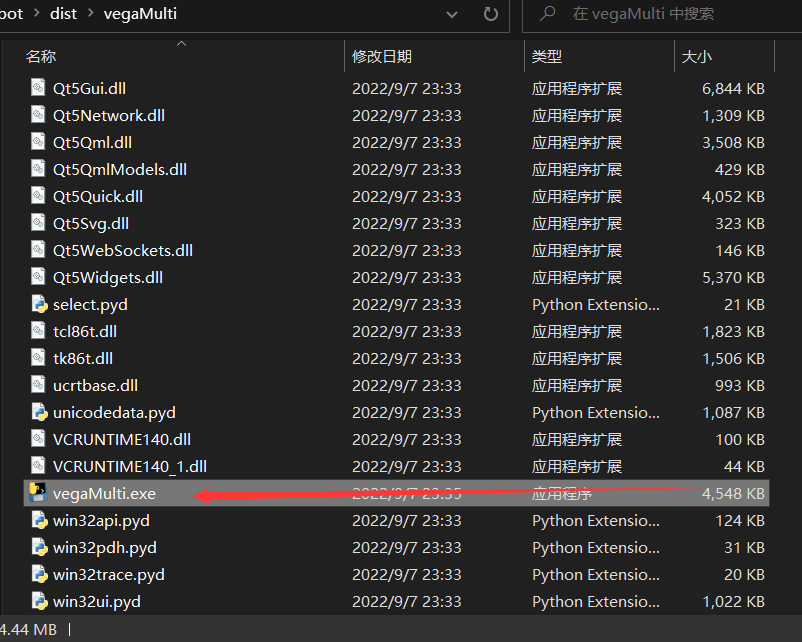 bot > dist > vegaMulti 在 vegaMulti 中搜索
名称 修改日期 类型 大小
Qt5Gui.dll 2022/9/7 23:33 应用程序扩展 6,844 KB
Qt5Network.dll 2022/9/7 23:33 应用程序扩展 1,309 KB
Qt5Qml.dll 2022/9/7 23:33 应用程序扩展 3,508 KB
Qt5QmlModels.dll 2022/9/7 23:33 应用程序扩展 429 KB
Qt5Quick.dll 2022/9/7 23:33 应用程序扩展 4,052 KB
Qt5Svg.dll 2022/9/7 23:33 应用程序扩展 323 KB
Qt5WebSockets.dll 2022/9/7 23:33 应用程序扩展 146 KB
Qt5Widgets.dll 2022/9/7 23:33 应用程序扩展 5,370 KB
select.pyd 2022/9/7 23:33 Python Extensio... 21 KB
tcl86t.dll 2022/9/7 23:33 应用程序扩展 1,823 KB
tk86t.dll 2022/9/7 23:33 应用程序扩展 1,506 KB
ucrtbase.dll 2022/9/7 23:33 应用程序扩展 993 KB
unicodedata.pyd 2022/9/7 23:33 Python Extensio... 1,087 KB
VCRUNTIME140.dll 2022/9/7 23:33 应用程序扩展 100 KB
VCRUNTIME140_1.dll 2022/9/7 23:33 应用程序扩展 44 KB
vegaMulti.exe 2022/9/7 应用程序 4,548 KB
win32api.pyd 2022/9/7 23:33 Python Extensio... 124 KB
win32pdh.pyd 2022/9/7 23:33 Python Extensio... 31 KB
win32trace.pyd 2022/9/7 23:33 Python Extensio... 20 KB
win32ui.pyd 2022/9/7 23:33 Python Extensio... 1,022 KB
4.44 MB